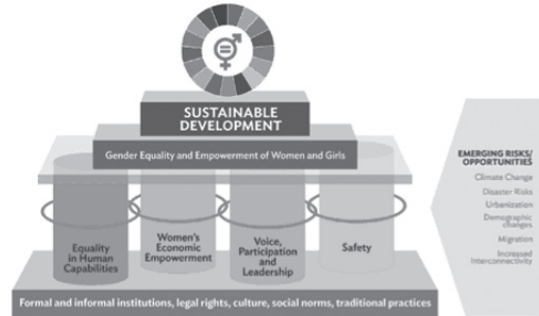 SUSTAINABLE
DEVELOPMENT
Gender Equality and Empowerment of Women and Girls
Equality
in Human
Capabilities
Women's
Economic
Empowerment
Voice,
Participation
and
Leadership
Safety
Formal and informal institutions, legal rights, culture, social norms, traditional practices
EMERGING RISKS/
OPPORTUNITIES
Climate Change
Disaster Risks
Urbanization
Demographic
changes
Migration
Increased
Interconnectivity